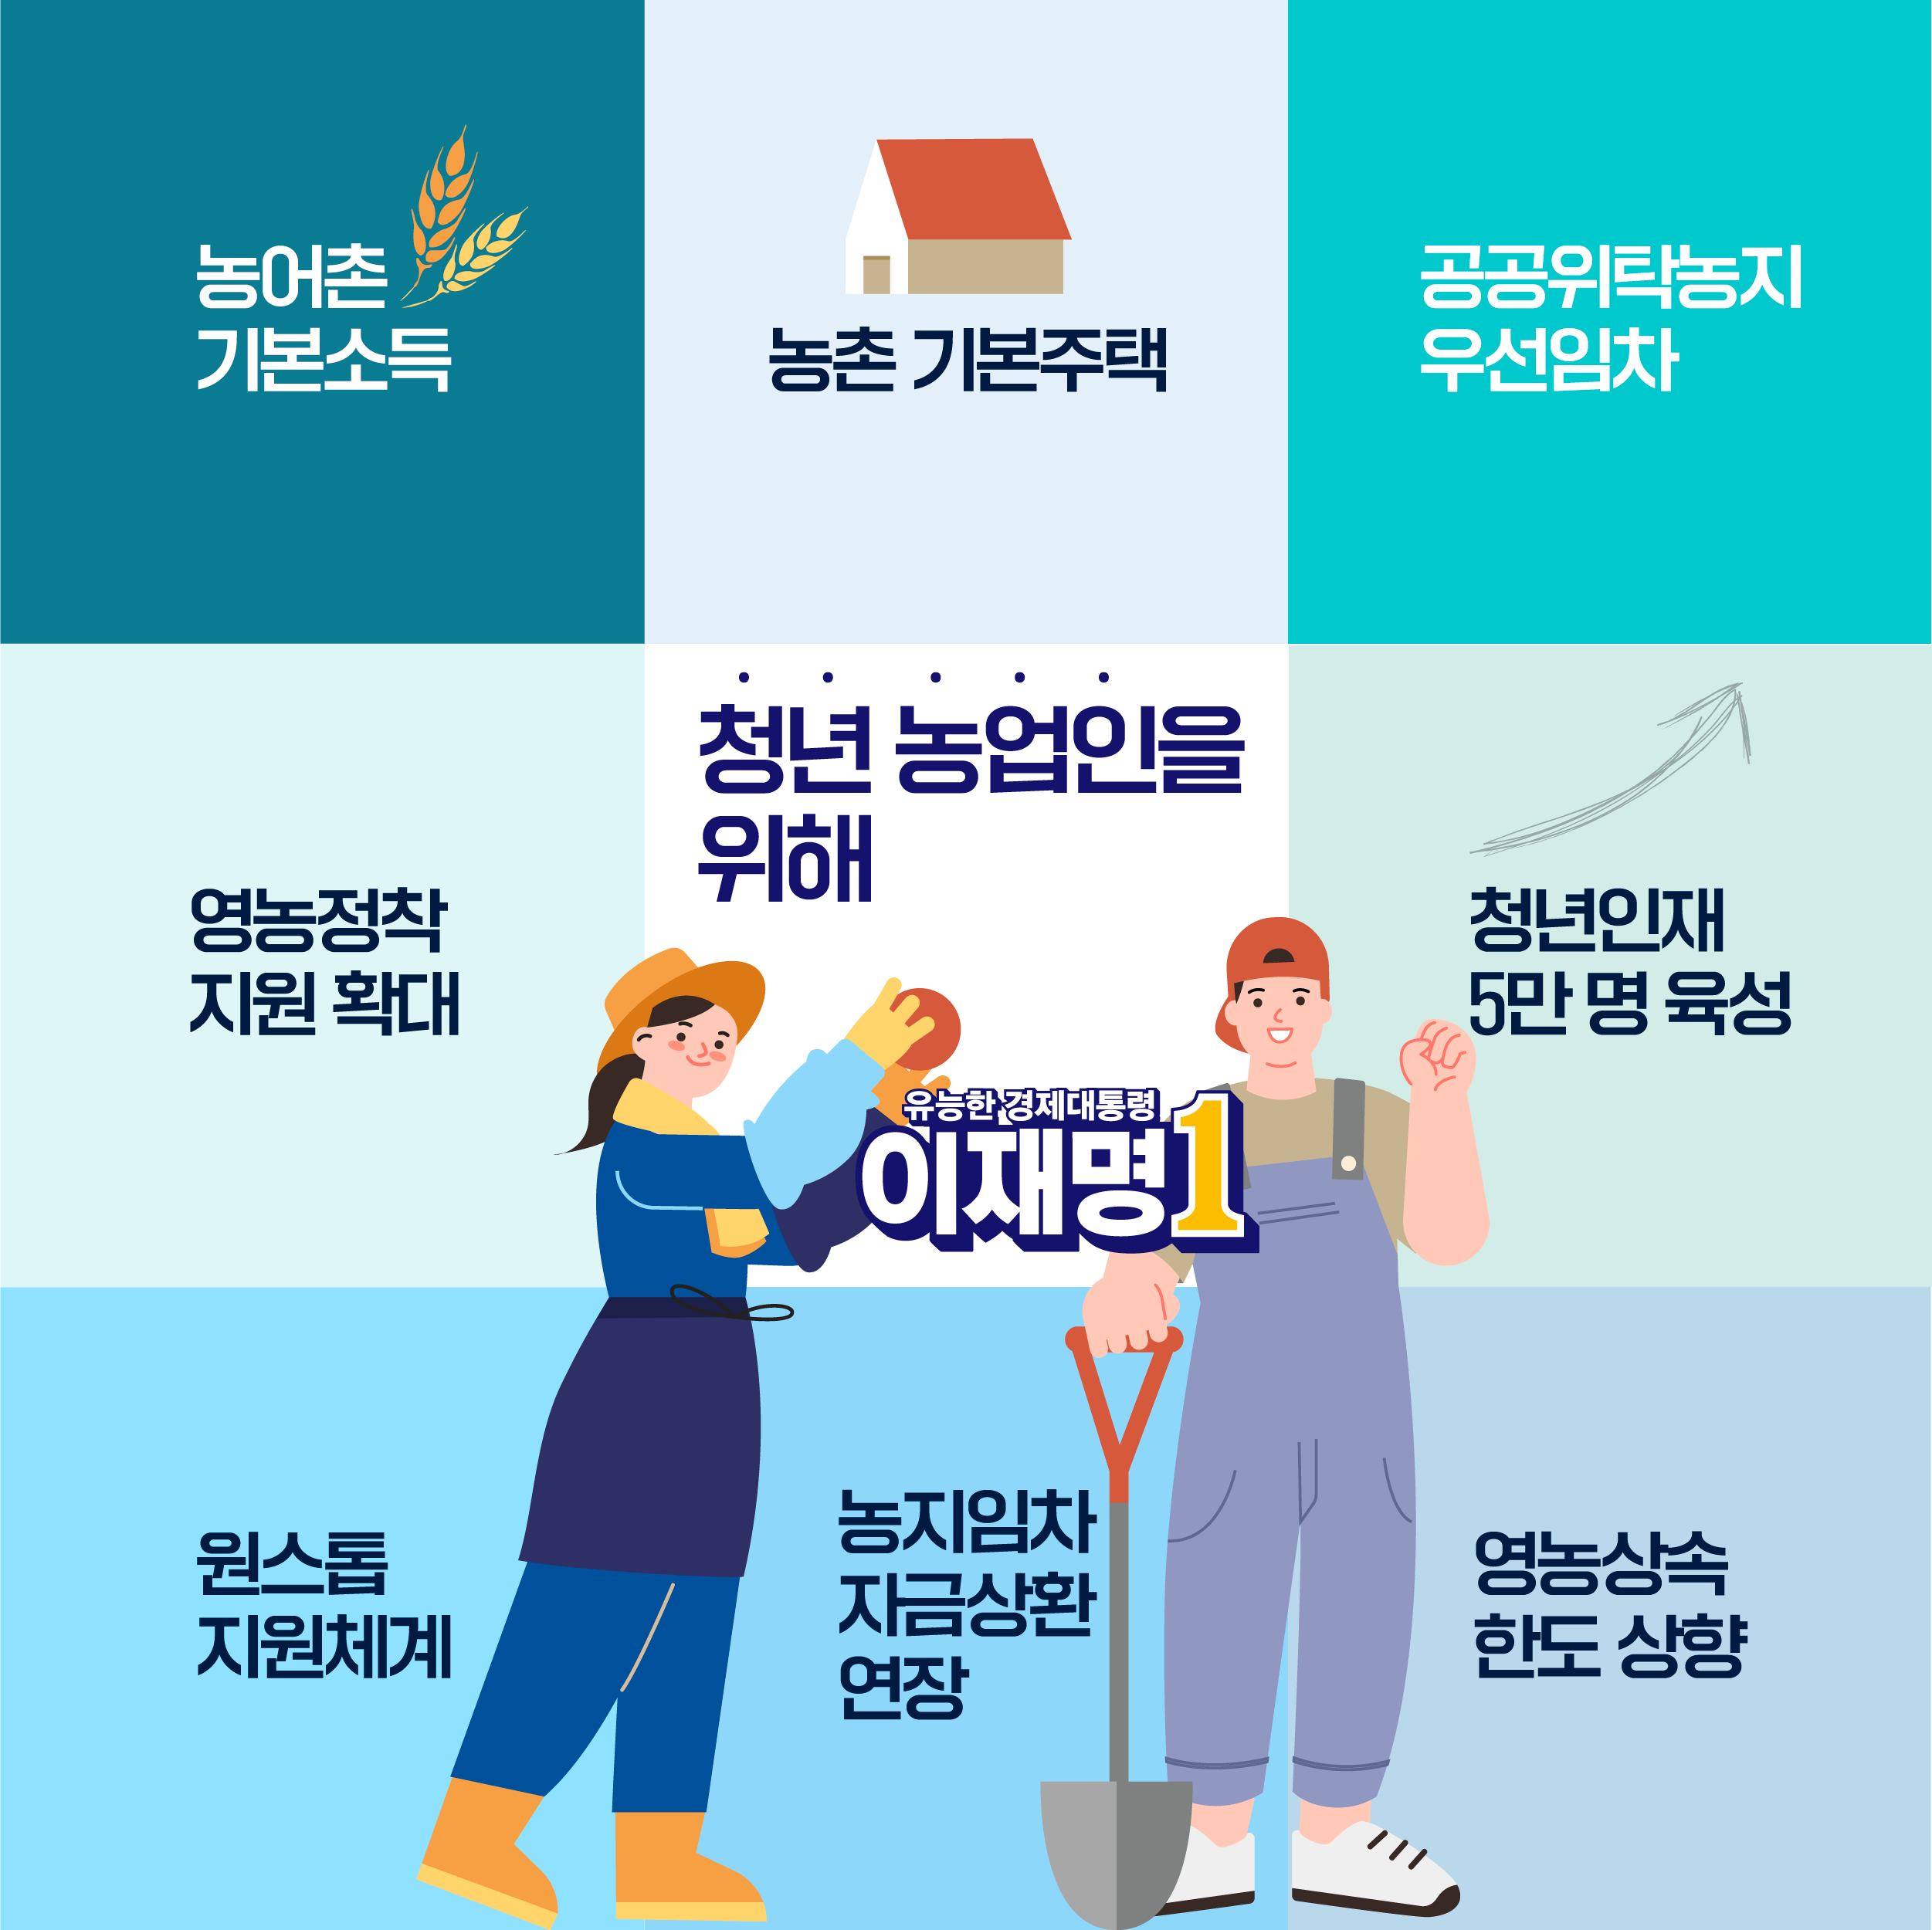 농어촌
기본소득
농촌 기본주택
공공위탁농지
우선임차
영농정착
지원 확대
청년 농업인을
위해
유능한 경제대통령
이재명1
청년인재
5만 명 육성
원스톱
지원체계
농지임차
자금상환
연장
영농상속
한도 상향